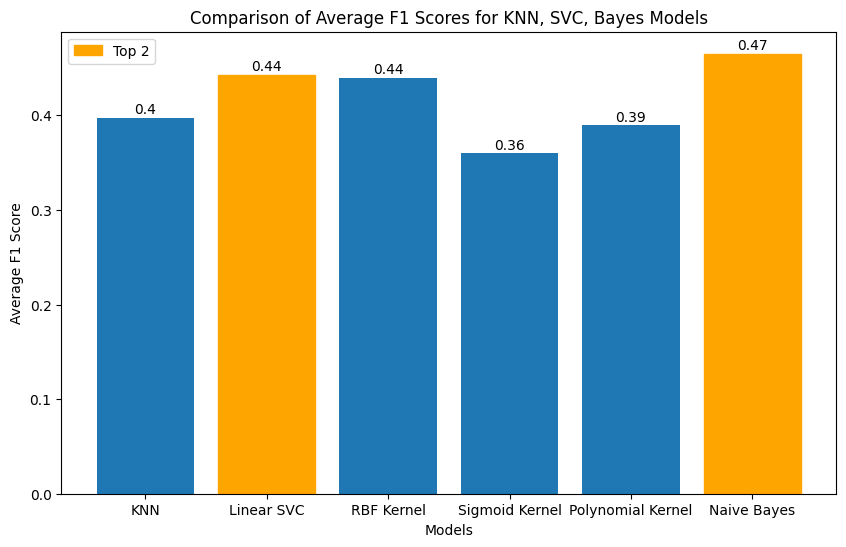 Comparison of Average F1 Scores for KNN, SVC, Bayes Models
Top 2
0.4
0.44
0.44
0.36
0.39
0.47
Average F1 Score
0.4
0.3
0.2
0.1
0.0
KNN
Linear SVC
RBF Kernel
Sigmoid Kernel
Polynomial Kernel
Naive Bayes
Models